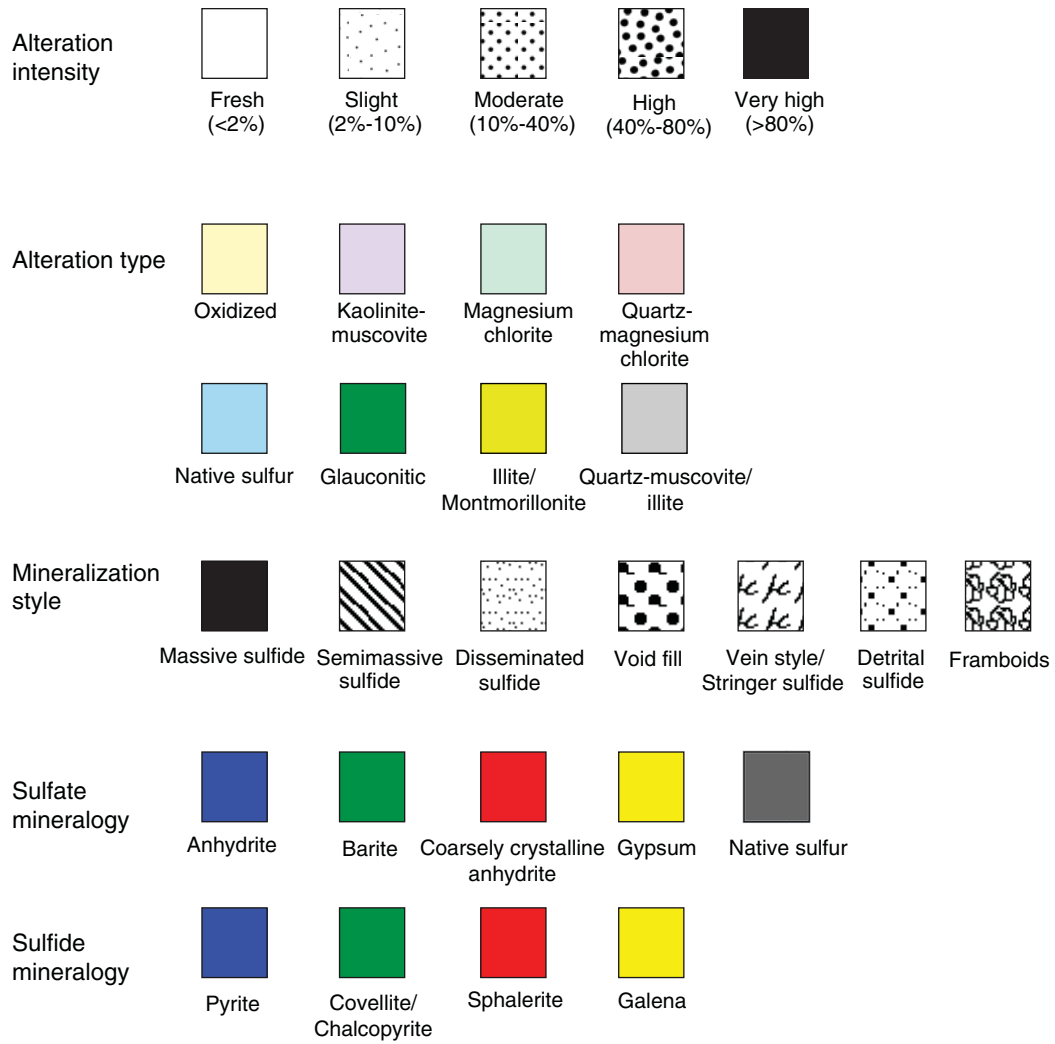 Alteration
intensity
Fresh
(<2%)
Slight
(2%-10%)
Moderate
(10%-40%)
High
(40%-80%)
Very high
(>80%)
Alteration type
Oxidized
Kaolinite-
muscovite
Magnesium
chlorite
Quartz-
magnesium
chlorite
Native sulfur
Glauconitic
Illite/
Montmorillonite
Quartz-muscovite/
illite
Mineralization
style
Massive sulfide
Semimassive
sulfide
Disseminated
sulfide
Void fill
Vein style/
Stringer sulfide
Detrital
sulfide
Framboids
Sulfate
mineralogy
Anhydrite
Barite
Coarsely crystalline
anhydrite
Gypsum
Native sulfur
Sulfide
mineralogy
Pyrite
Covellite/
Chalcopyrite
Sphalerite
Galena